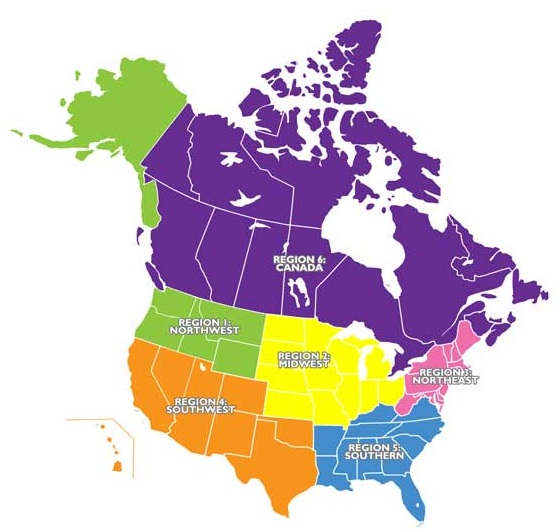 REGION 6:
CANADA
REGION 1:
NORTHWEST
REGION 2:
MIDWEST
REGION 3:
NORTHEAST
REGION 4:
SOUTHWEST
REGION 5:
SOUTHERN